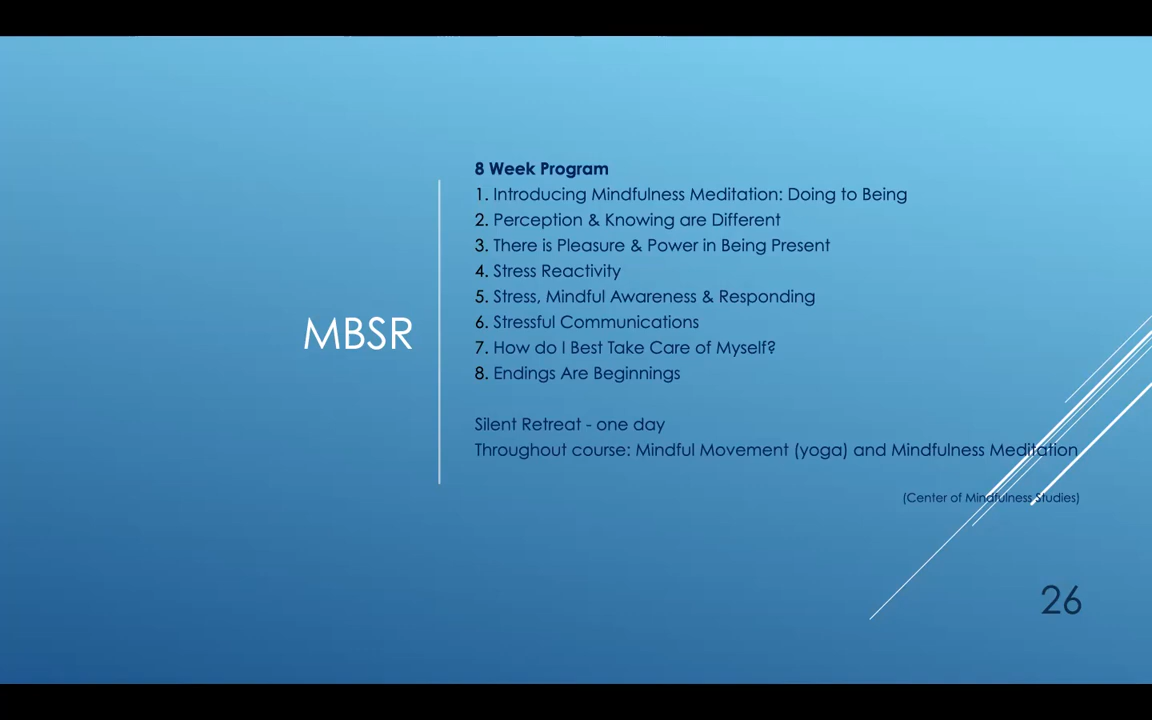 MBSR
8 Week Program
1. Introducing Mindfulness Meditation: Doing to Being
2. Perception & Knowing are Different
3. There is Pleasure & Power in Being Present
4. Stress Reactivity
5. Stress, Mindful Awareness & Responding
6. Stressful Communications
7. How do I Best Take Care of Myself?
8. Endings Are Beginnings
Silent Retreat - one day
Throughout course: Mindful Movement (yoga) and Mindfulness Meditation
(Center of Mindfulness Studies)
26